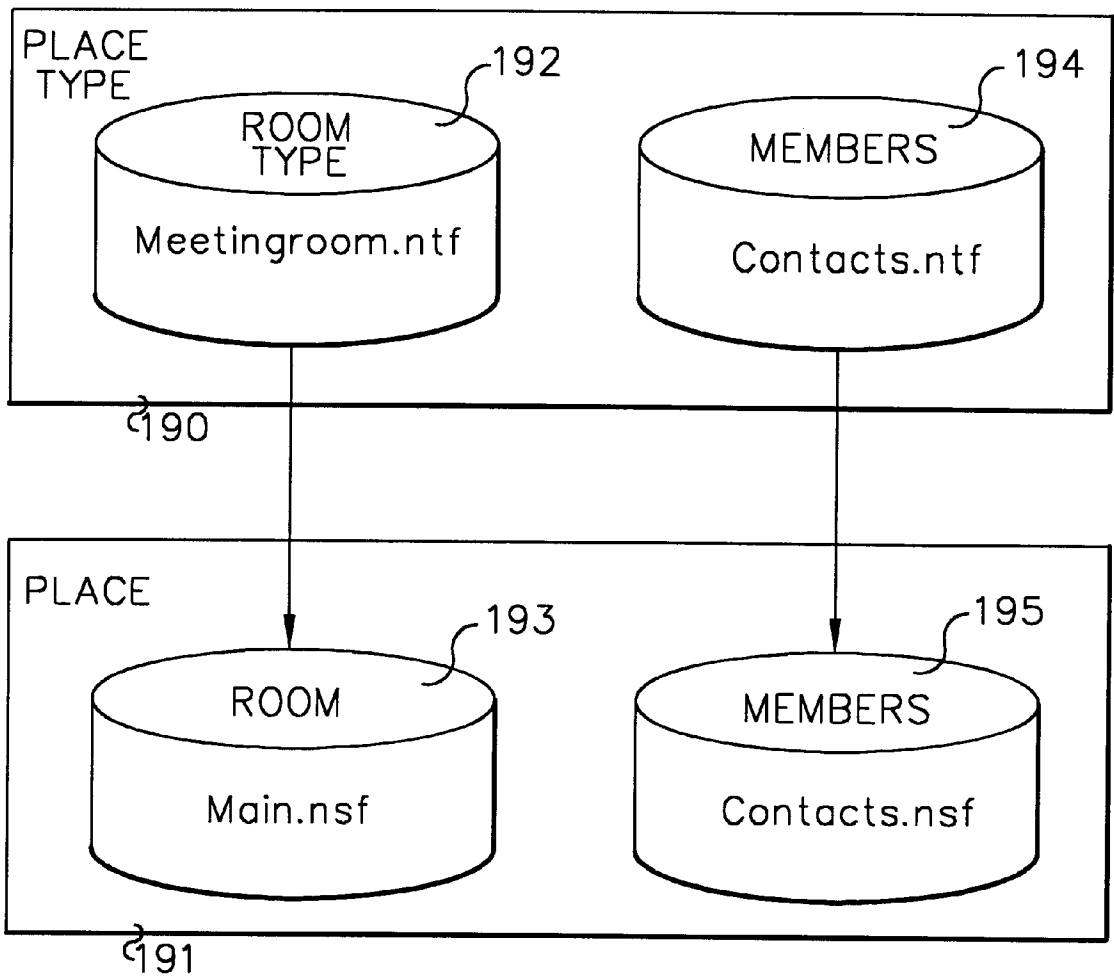 PLACE
TYPE
192
ROOM
TYPE
Meetingroom.ntf
194
MEMBERS
Contacts.ntf
190
PLACE
193
ROOM
Main.nsf
195
MEMBERS
Contacts.nsf
191